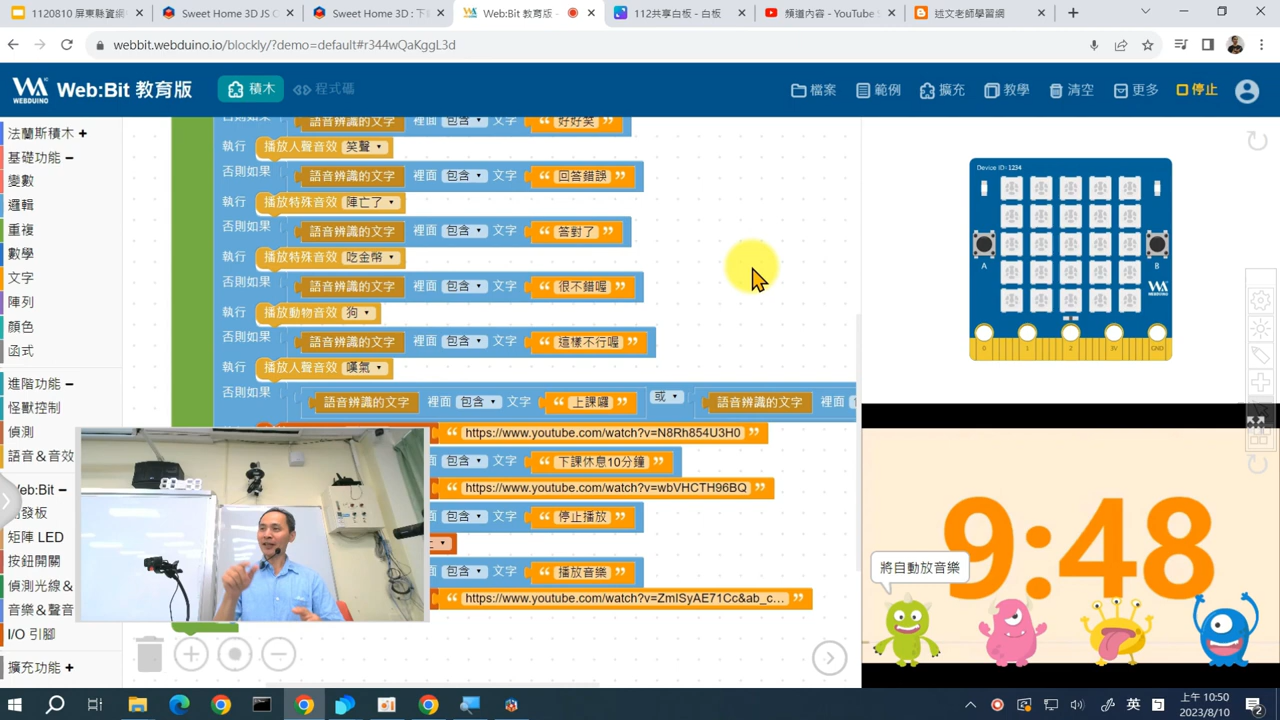 1120810 屏東縣資網
Sweet Home 3D JS O
Sweet Home 3D : 下
Web:Bit 教育版 -
112共享白板 - 白板
頻道內容 - YouTube S
述文老師學習網
webbit.webduino.io/blockly/?demo=default#r344wQaKggL3d
WEBDUINO
Web:Bit 教育版
積木
程式碼
檔案
範例
擴充
教學
清空
更多
停止
法蘭斯積木 +
基礎功能 −
變數
邏輯
重複
數學
文字
陣列
顏色
函式
進階功能 −
怪獸控制
偵測
語音&音效
Web:Bit −
開發板
矩陣 LED
按鈕開關
偵測光線&
音樂&聲音
I/O 引腳
擴充功能 +
否則如果 語音辨識的文字 裡面 包含 文字 “ 好好笑 ”
執行 播放人聲音效 笑聲
否則如果 語音辨識的文字 裡面 包含 文字 “ 回答錯誤 ”
執行 播放特殊音效 陣亡了
否則如果 語音辨識的文字 裡面 包含 文字 “ 答對了 ”
執行 播放特殊音效 吃金幣
否則如果 語音辨識的文字 裡面 包含 文字 “ 很不錯喔 ”
執行 播放動物音效 狗
否則如果 語音辨識的文字 裡面 包含 文字 “ 這樣不行喔 ”
執行 播放人聲音效 嘆氣
否則如果 語音辨識的文字 裡面 包含 文字 “ 上課囉 ” 或 語音辨識的文字 裡面
“ https://www.youtube.com/watch?v=N8Rh854U3H0 ”
面 包含 文字 “ 下課休息10分鐘 ”
“ https://www.youtube.com/watch?v=wbVHCTH96BQ ”
面 包含 文字 “ 停止播放 ”
面 包含 文字 “ 播放音樂 ”
“ https://www.youtube.com/watch?v=ZmISyAE71Cc&ab_c... ”
Device ID: 1234
A
B
WEBDUINO
0 1 2 3V GND
9:48
將自動放音樂
英
上午 10:50
2023/8/10
2